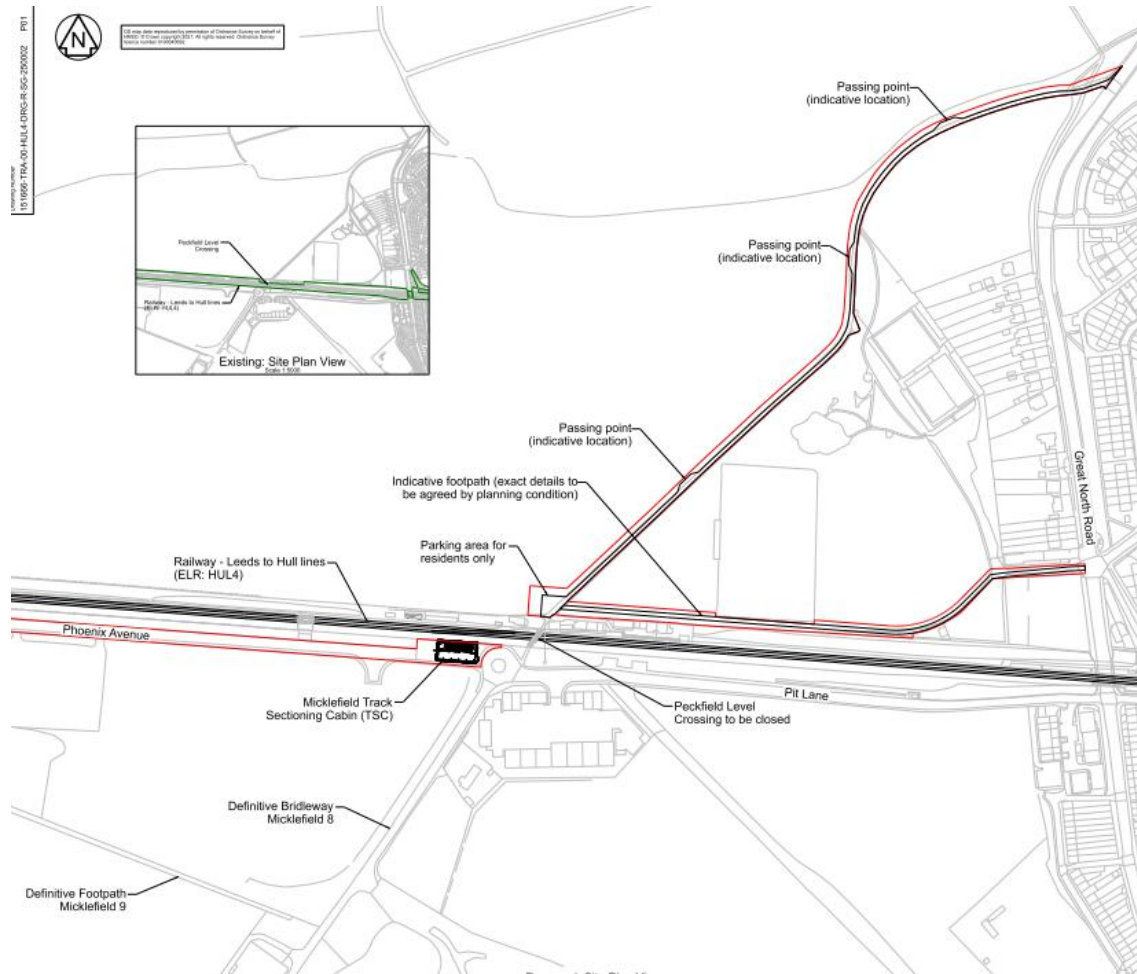 151666-TRA-00-HUL4-DRG-R-SG-250002 P01
N
Passing point
(indicative location)
Peckfield Level
Crossing
Railway - Leeds to Hull lines
(ELR: HUL4)
Existing: Site Plan View
Scale 1:5000
Passing point
(indicative location)
Passing point
(indicative location)
Indicative footpath (exact details to
be agreed by planning condition)
Great North Road
Parking area for
residents only
Railway - Leeds to Hull lines
(ELR: HUL4)
Phoenix Avenue
Micklefield Track
Sectioning Cabin (TSC)
Peckfield Level
Crossing to be closed
Pit Lane
Definitive Bridleway
Micklefield 8
Definitive Footpath
Micklefield 9